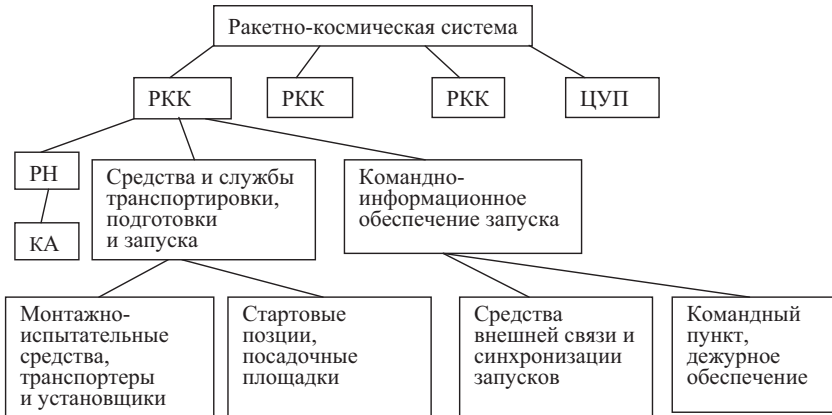 Ракетно-космическая система
РКК
РКК
РКК
ЦУП
РН
КА
Средства и службы
транспортировки,
подготовки
и запуска
Командно-
информационное
обеспечение запуска
Монтажно-
испытательные
средства,
транспортеры
и установщики
Стартовые
позции,
посадочные
площадки
Средства
внешней связи и
синхронизации
запусков
Командный
пункт,
дежурное
обеспечение